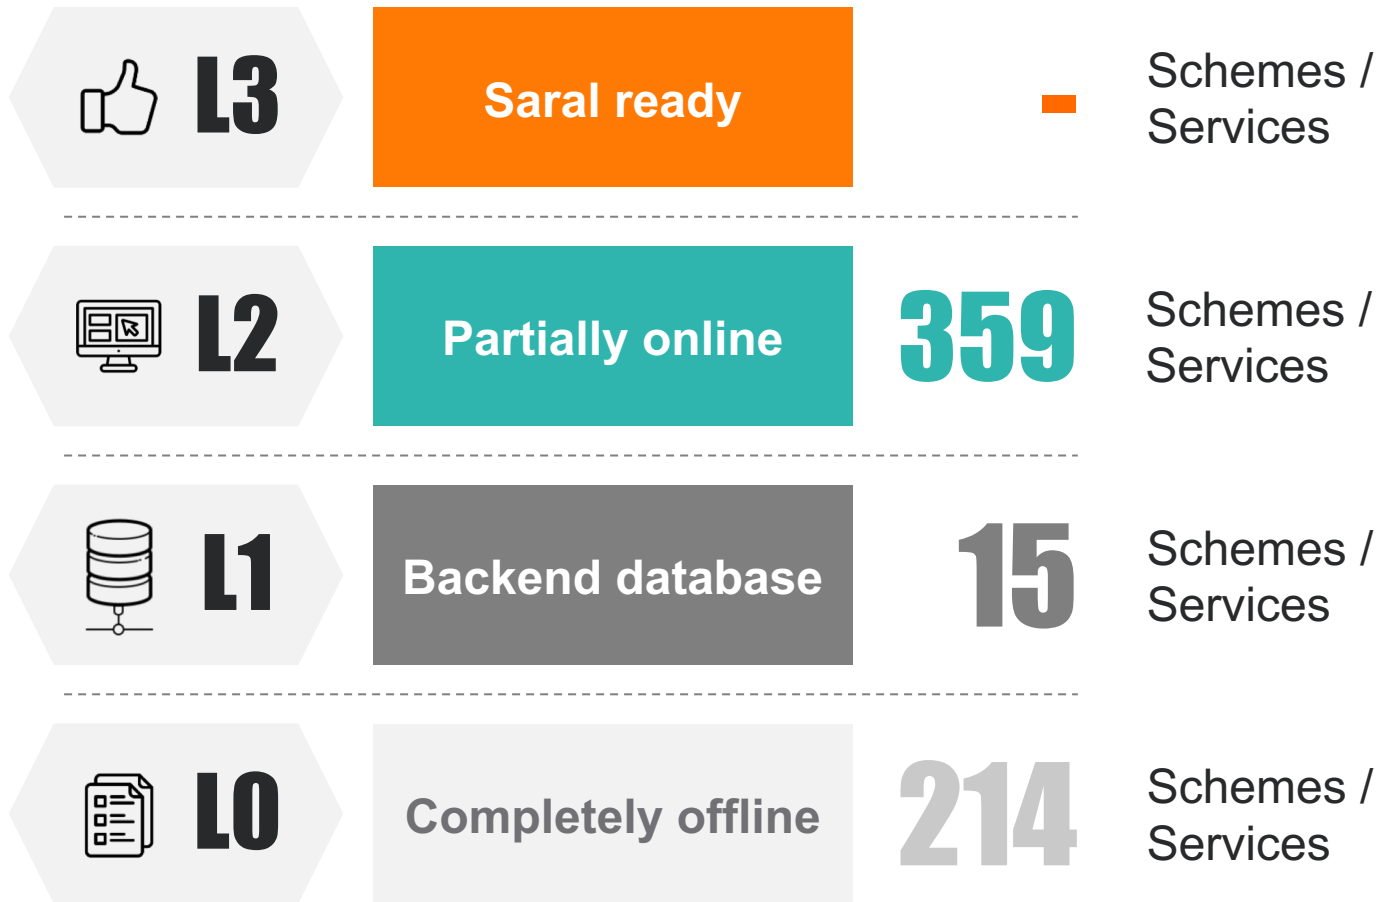 L3
Saral ready
-
Schemes /
Services
L2
Partially online
359
Schemes /
Services
L1
Backend database
15
Schemes /
Services
L0
Completely offline
214
Schemes /
Services